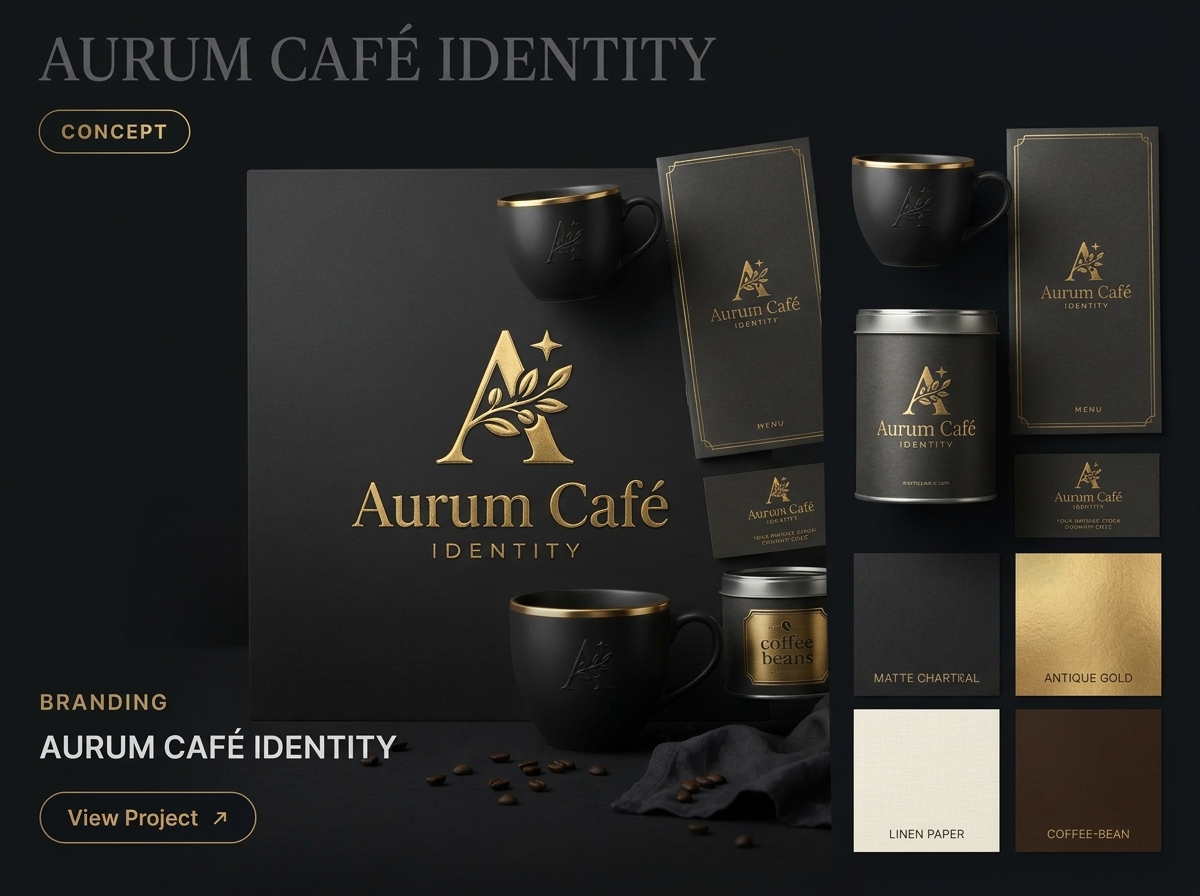 AURUM CAFÉ IDENTITY
CONCEPT
Aurum Café
IDENTITY
Aurum Café
IDENTITY
MENU
Aurum Café
coffee
beans
Aurum Café
IDENTITY
MENU
Aurum Café
IDENTITY
Aurum Café
IDENTITY
MATTE CHARTRAL
ANTIQUE GOLD
LINEN PAPER
COFFEE-BEAN
BRANDING
AURUM CAFÉ IDENTITY
View Project ↗